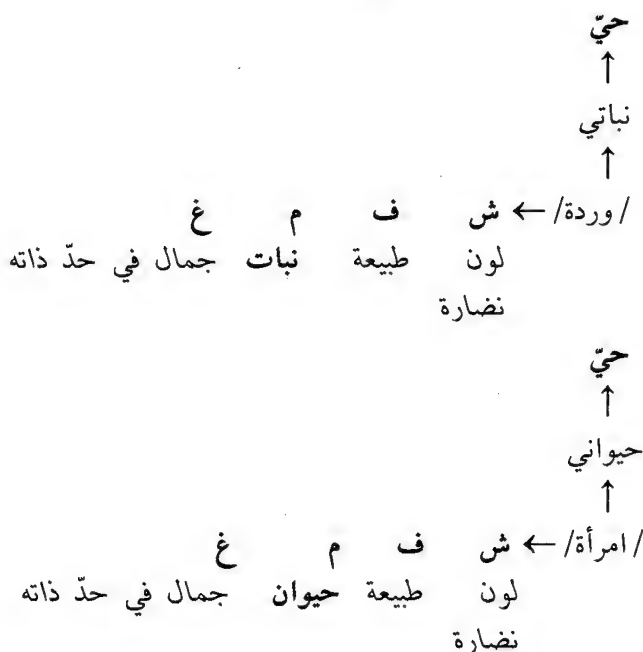 حيّ
↑
نباتي
↑
/وردة/ ← ش ف م غ
لون طبيعة نبات جمال في حدّ ذاته
نضارة
حيّ
↑
حيواني
↑
/امرأة/ ← ش ف م غ
لون طبيعة حيوان جمال في حدّ ذاته
نضارة